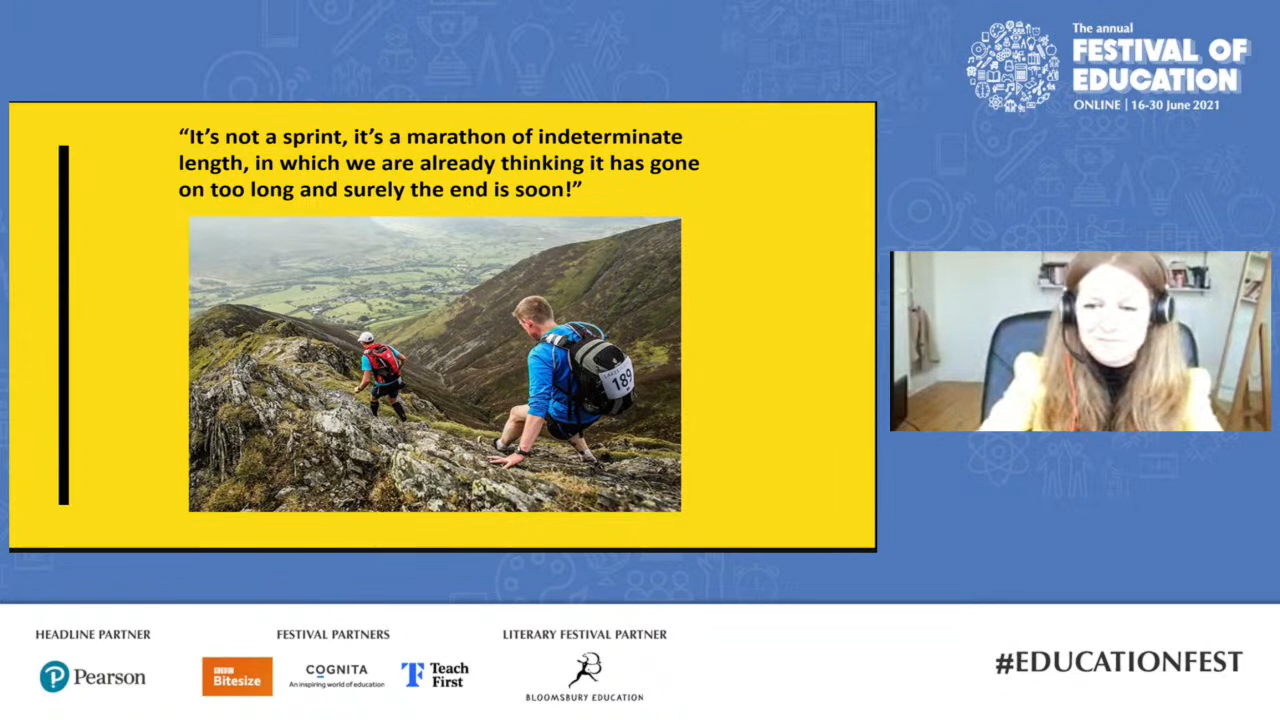 The annual
FESTIVAL OF
EDUCATION
ONLINE | 16-30 June 2021
“It’s not a sprint, it’s a marathon of indeterminate
length, in which we are already thinking it has gone
on too long and surely the end is soon!”
189
HEADLINE PARTNER
FESTIVAL PARTNERS
LITERARY FESTIVAL PARTNER
Pearson
BBC
Bitesize
COGNITA
An inspiring world of education
Teach
First
BLOOMSBURY EDUCATION
#EDUCATIONFEST